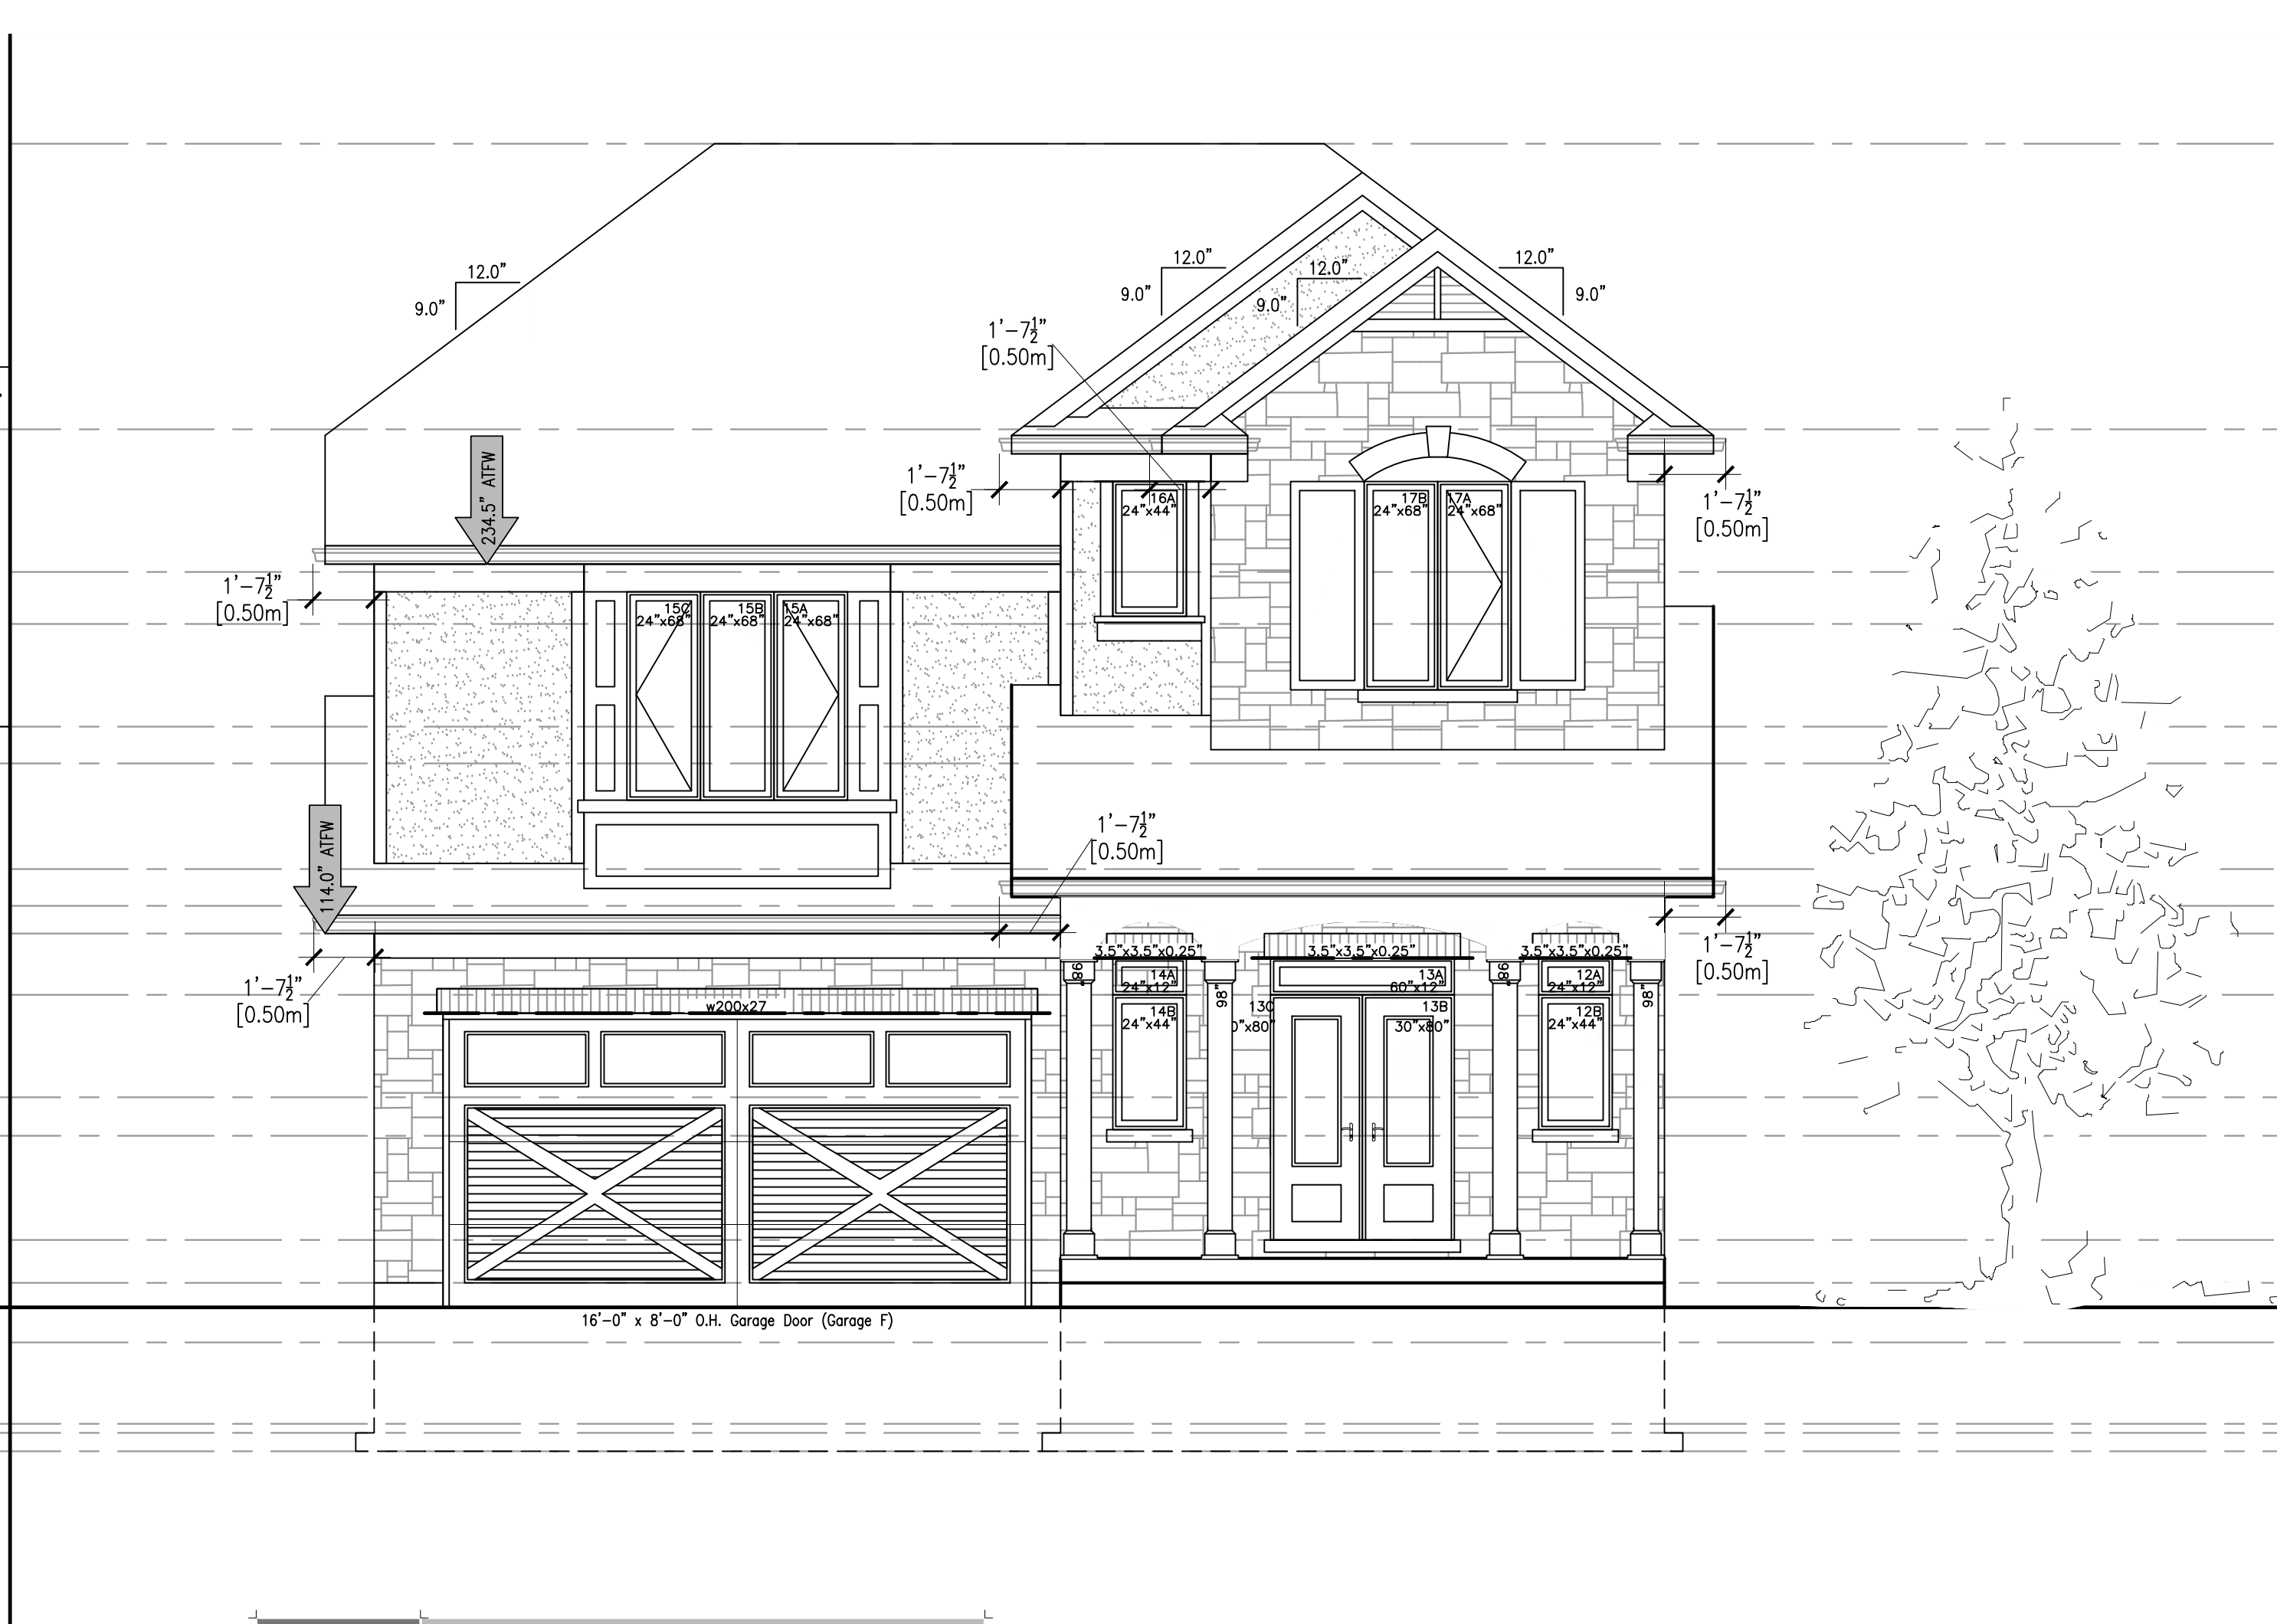 12.0”
9.0”
12.0”
9.0”
12.0”
9.0”
12.0”
9.0”
1’–7½”
[0.50m]
234.5” ATFW
1’–7½”
[0.50m]
1’–7½”
[0.50m]
16A
24”x44”
17B
24”x68”
17A
24”x68”
1’–7½”
[0.50m]
15C
24”x68”
15B
24”x68”
15A
24”x68”
114.0” ATFW
1’–7½”
[0.50m]
1’–7½”
[0.50m]
1’–7½”
[0.50m]
3.5”x3.5”x0.25”
3.5”x3.5”x0.25”
3.5”x3.5”x0.25”
98”
98”
98”
98”
14A
24”x12”
13A
60”x12”
12A
24”x12”
w200x27
14B
24”x44”
13C
0”x80”
13B
30”x80”
12B
24”x44”
16’–0” x 8’–0” O.H. Garage Door (Garage F)